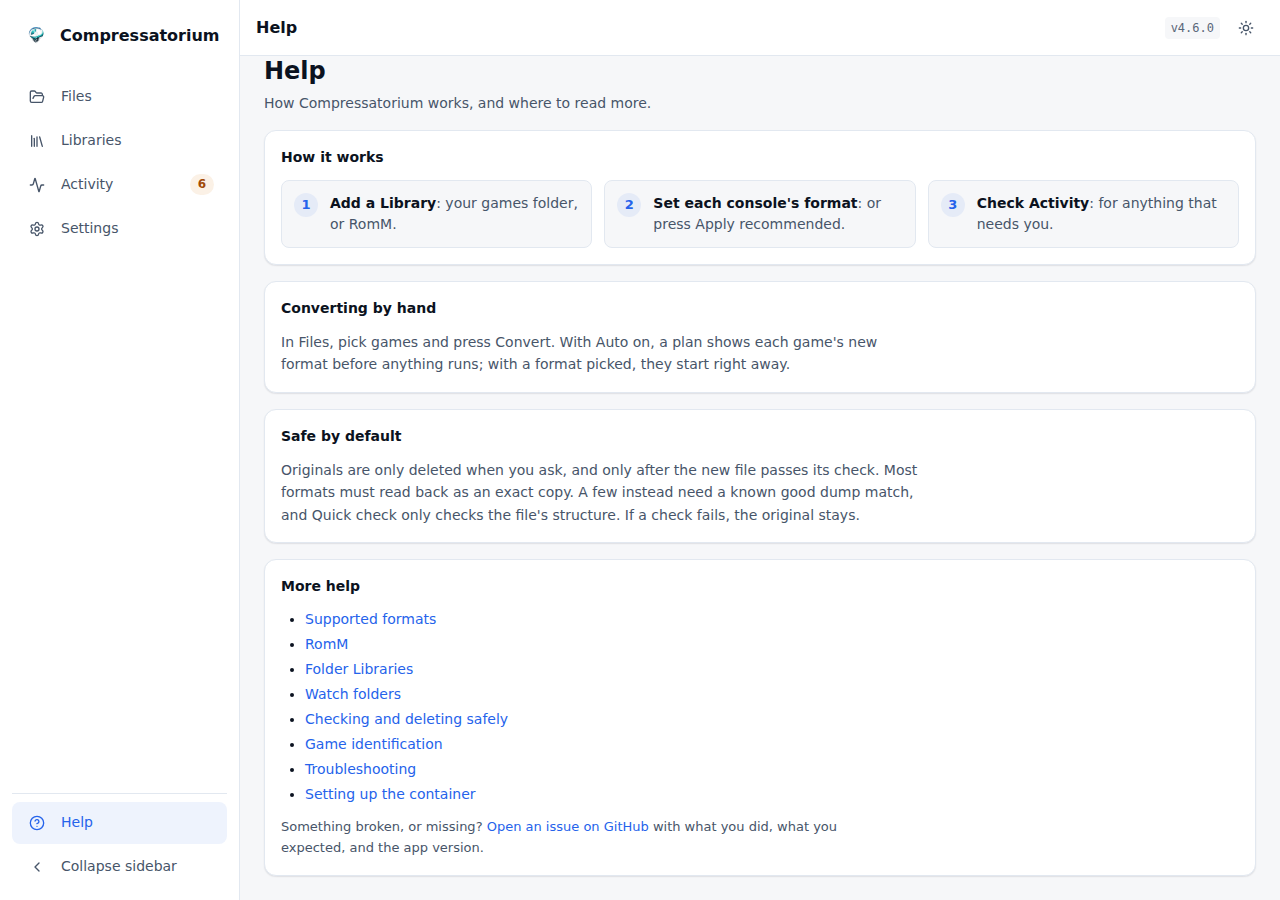 Compressatorium
Files
Libraries
Activity
6
Settings
Help
Collapse sidebar
Help
v4.6.0
Help
How Compressatorium works, and where to read more.
How it works
1
Add a Library: your games folder,
or RomM.
2
Set each console's format: or
press Apply recommended.
3
Check Activity: for anything that
needs you.
Converting by hand
In Files, pick games and press Convert. With Auto on, a plan shows each game's new
format before anything runs; with a format picked, they start right away.
Safe by default
Originals are only deleted when you ask, and only after the new file passes its check. Most
formats must read back as an exact copy. A few instead need a known good dump match,
and Quick check only checks the file's structure. If a check fails, the original stays.
More help
Supported formats
RomM
Folder Libraries
Watch folders
Checking and deleting safely
Game identification
Troubleshooting
Setting up the container
Something broken, or missing? Open an issue on GitHub with what you did, what you
expected, and the app version.